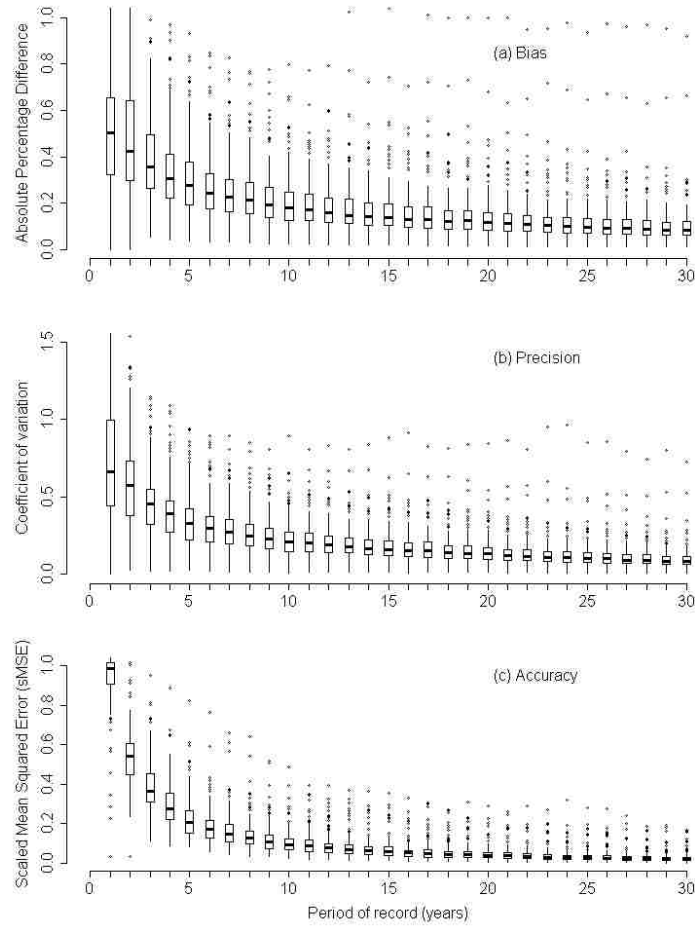 (a) Bias
Absolute Percentage Difference
0.0 0.2 0.4 0.6 0.8 1.0
0 5 10 15 20 25 30
(b) Precision
Coefficient of variation
0.0 0.5 1.0 1.5
0 5 10 15 20 25 30
(c) Accuracy
Scaled Mean Squared Error (sMSE)
0.0 0.2 0.4 0.6 0.8 1.0
0 5 10 15 20 25 30
Period of record (years)